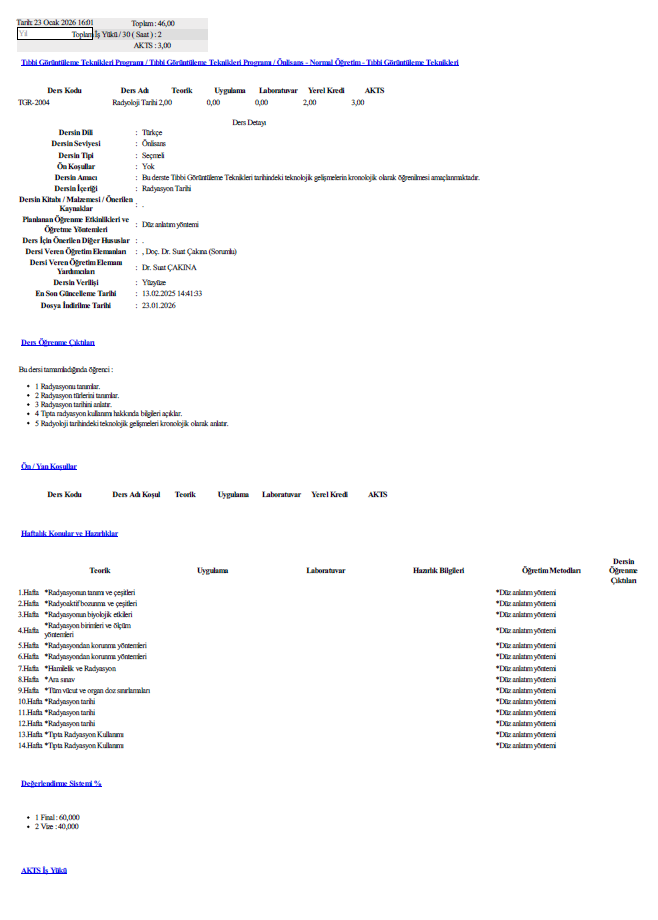 Tarih: 23 Ocak 2026 16:01
Toplam : 46,00
Yıl
Toplam İş Yükü / 30 ( Saat ) : 2
AKTS : 3,00
Tıbbi Görüntüleme Teknikleri Programı / Tıbbi Görüntüleme Teknikleri Programı / Önlisans - Normal Öğretim - Tıbbi Görüntüleme Teknikleri
Ders Kodu Ders Adı Teorik Uygulama Laboratuvar Yerel Kredi AKTS
TGR-2004 Radyoloji Tarihi 2,00 0,00 0,00 2,00 3,00
Ders Detayı
Dersin Dili : Türkçe
Dersin Seviyesi : Önlisans
Dersin Tipi : Seçmeli
Ön Koşullar : Yok
Dersin Amacı : Bu derste Tibbi Görüntüleme Teknikleri tarihindeki teknolojik gelişmelerin kronolojik olarak öğrenilmesi amaçlanmaktadır.
Dersin İçeriği : Radyasyon Tarihi
Dersin Kitabı / Malzemesi / Önerilen
Kaynaklar : .
Planlanan Öğrenme Etkinlikleri ve
Öğretme Yöntemleri : Düz anlatım yöntemi
Ders İçin Önerilen Diğer Hususlar : .
Dersi Veren Öğretim Elemanları : , Doç. Dr. Suat Çakına (Sorumlu)
Dersi Veren Öğretim Elemanı
Yardımcıları : Dr. Suat ÇAKINA
Dersin Verilişi : Yüzyüze
En Son Güncelleme Tarihi : 13.02.2025 14:41:33
Dosya İndirilme Tarihi : 23.01.2026
Ders Öğrenme Çıktıları
Bu dersi tamamladığında öğrenci :
• 1 Radyasyonu tanımlar.
• 2 Radyasyon türlerini tanımlar.
• 3 Radyasyon tarihini anlatır.
• 4 Tipta radyasyon kullanımı hakkında bilgileri açıklar.
• 5 Radyoloji tarihindeki teknolojik gelişmeleri kronolojik olarak anlatır.
Ön / Yan Koşullar
Ders Kodu Ders Adı Koşul Teorik Uygulama Laboratuvar Yerel Kredi AKTS
Haftalık Konular ve Hazırlıklar
Teorik Uygulama Laboratuvar Hazırlık Bilgileri Öğretim Metodları Dersin
Öğrenme
Çıktıları
1.Hafta *Radyasyonun tanımı ve çeşitleri *Düz anlatım yöntemi
2.Hafta *Radyoaktif bozunma ve çeşitleri *Düz anlatım yöntemi
3.Hafta *Radyasyonun biyolojik etkileri *Düz anlatım yöntemi
4.Hafta *Radyasyon birimleri ve ölçüm
yöntemleri *Düz anlatım yöntemi
5.Hafta *Radyasyondan korunma yöntemleri *Düz anlatım yöntemi
6.Hafta *Radyasyondan korunma yöntemleri *Düz anlatım yöntemi
7.Hafta *Hamilelik ve Radyasyon *Düz anlatım yöntemi
8.Hafta *Ara sınav *Düz anlatım yöntemi
9.Hafta *Tüm vücut ve organ doz sınırlamaları *Düz anlatım yöntemi
10.Hafta *Radyasyon tarihi *Düz anlatım yöntemi
11.Hafta *Radyasyon tarihi *Düz anlatım yöntemi
12.Hafta *Radyasyon tarihi *Düz anlatım yöntemi
13.Hafta *Tipta Radyasyon Kullanımı *Düz anlatım yöntemi
14.Hafta *Tipta Radyasyon Kullanımı *Düz anlatım yöntemi
Değerlendirme Sistemi %
• 1 Final : 60,000
• 2 Vize : 40,000
AKTS İş Yükü